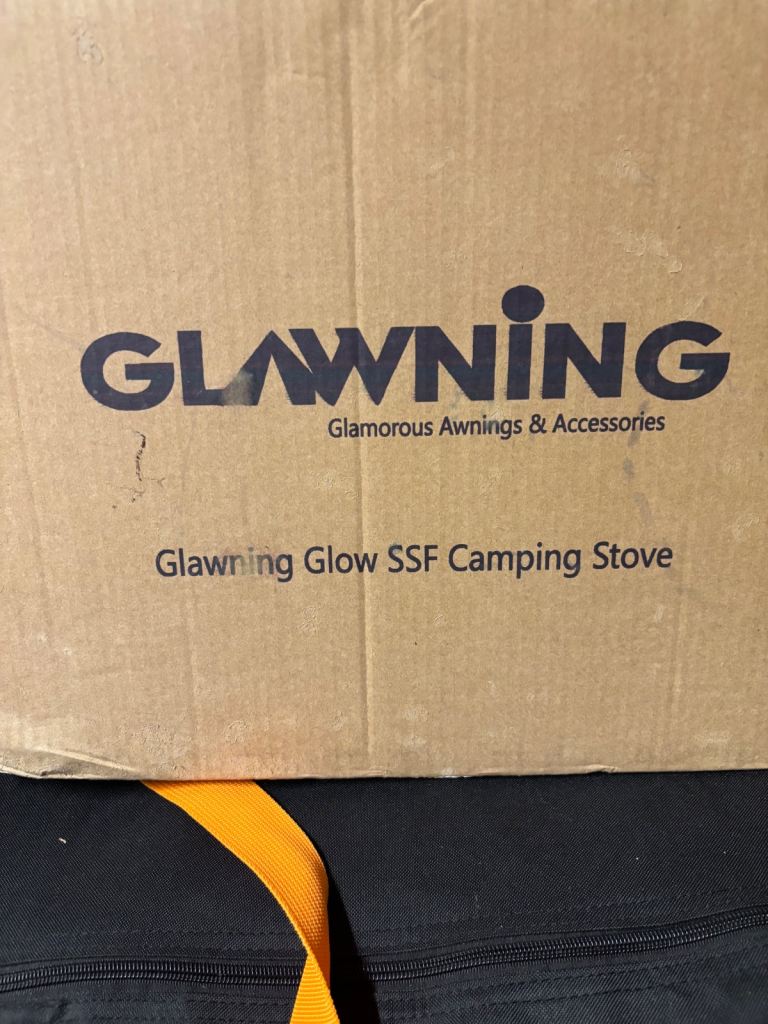 GLAWNiNG
Glamorous Awnings & Accessories
Glawning Glow SSF Camping Stove